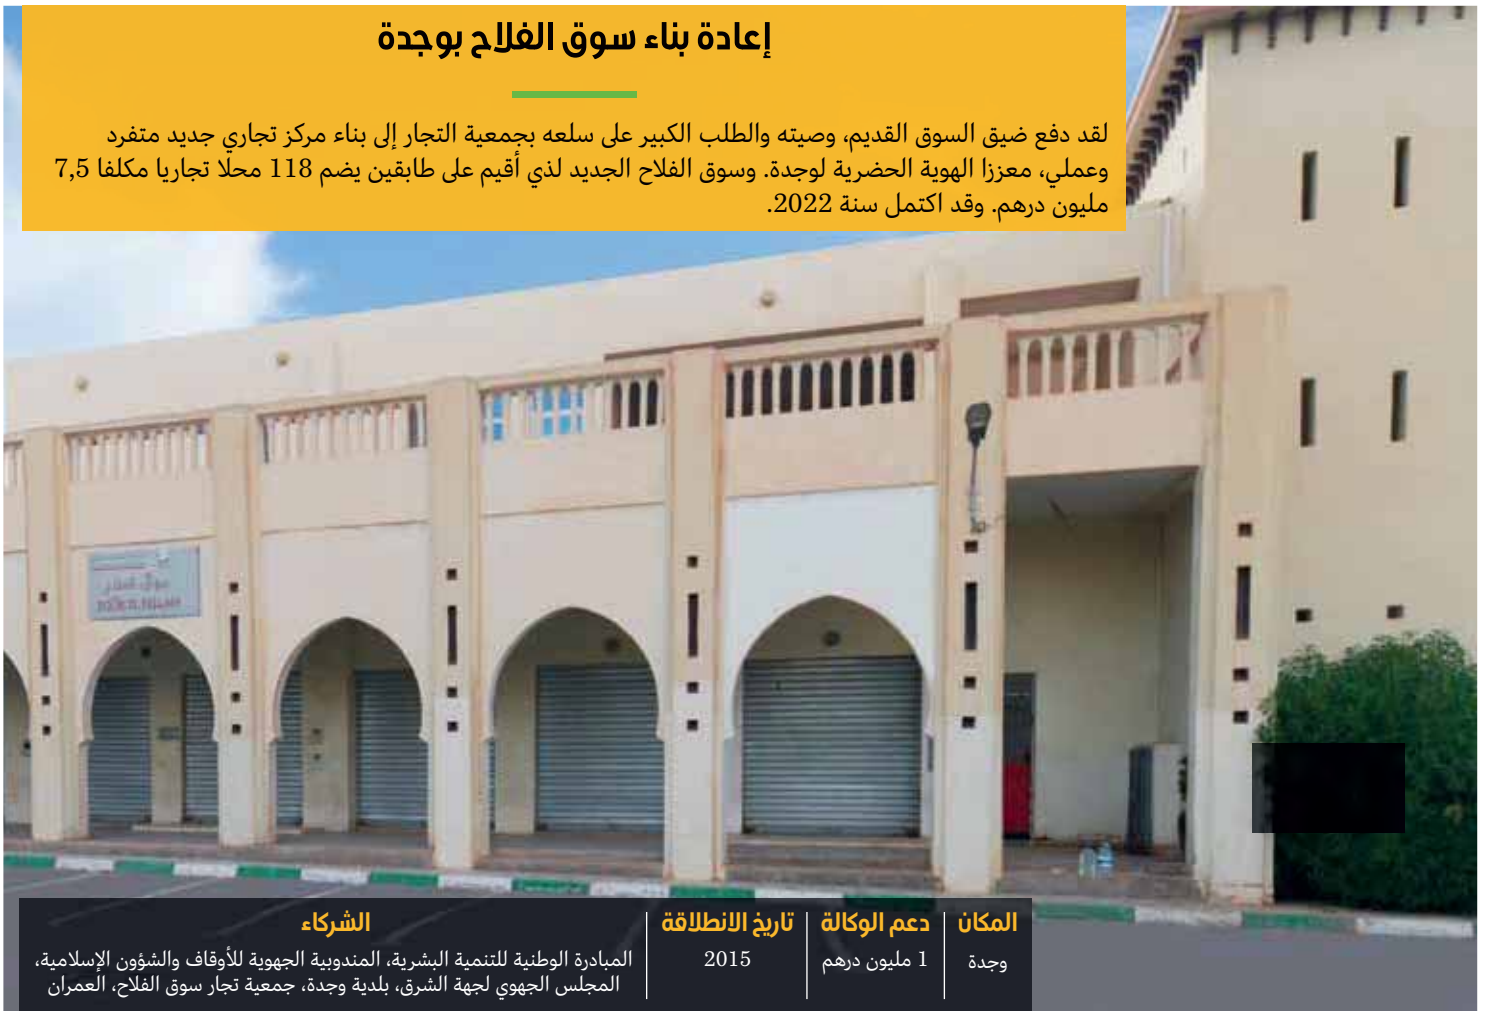 إعادة بناء سوق الفلاح بوجدة
لقد دفع ضيق السوق القديم، وصيته والطلب الكبير على سلعه بجمعية التجار إلى بناء مركز تجاري جديد متفرد
وعملي، معززا الهوية الحضرية لوجدة. وسوق الفلاح الجديد لذي أقيم على طابقين يضم 118 محلا تجاريا مكلفا 7,5
مليون درهم. وقد اكتمل سنة 2022.
المكان
وجدة
دعم الوكالة
1 مليون درهم
تاريخ الانطلاقة
2015
الشركاء
المبادرة الوطنية للتنمية البشرية، المندوبية الجهوية للأوقاف والشؤون الإسلامية،
المجلس الجهوي لجهة الشرق، بلدية وجدة، جمعية تجار سوق الفلاح، العمران